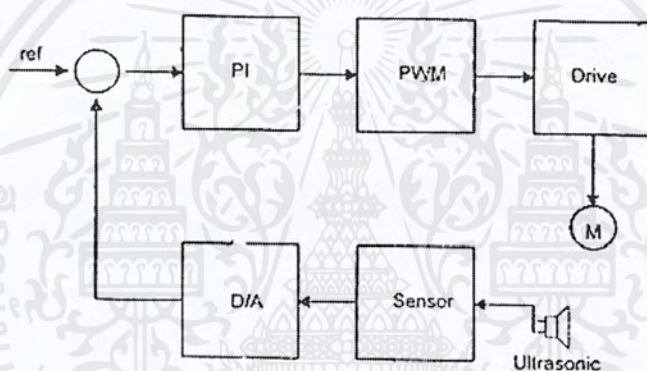 ref
PI
PWM
Drive
M
D/A
Sensor
Ultrasonic